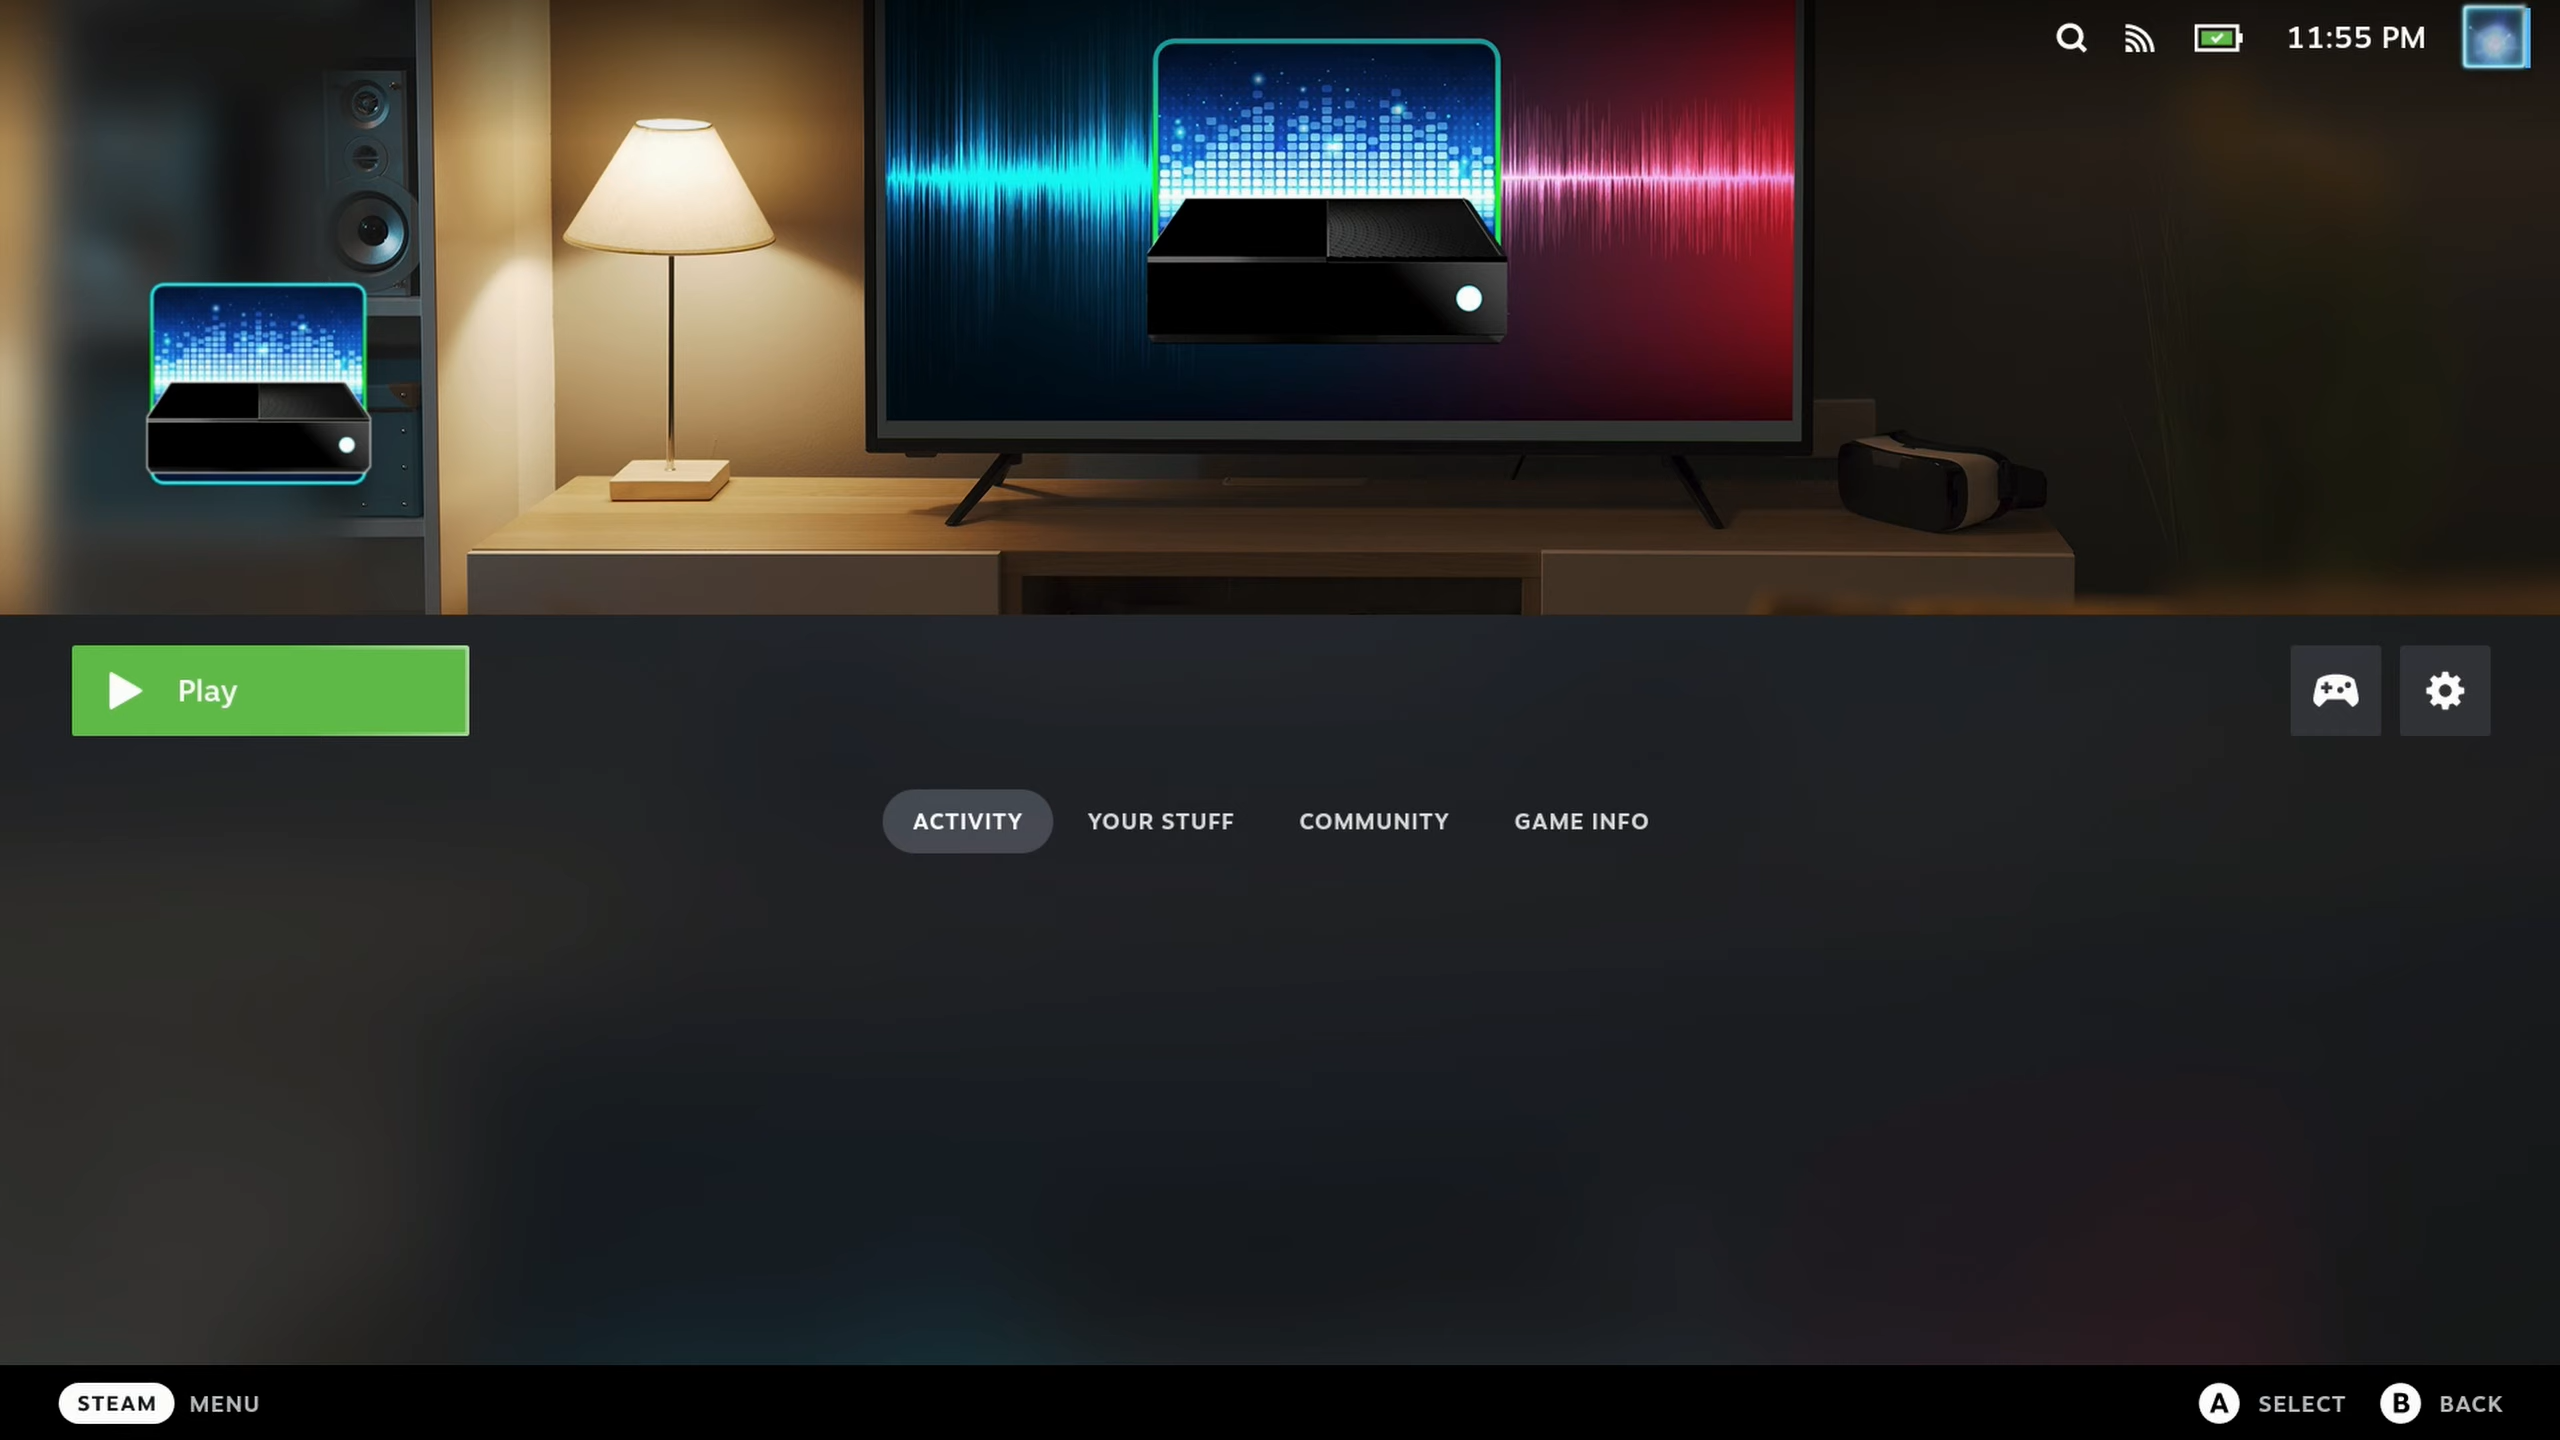 11:55 PM
Play
ACTIVITY YOUR STUFF COMMUNITY GAME INFO
STEAM MENU A SELECT B BACK